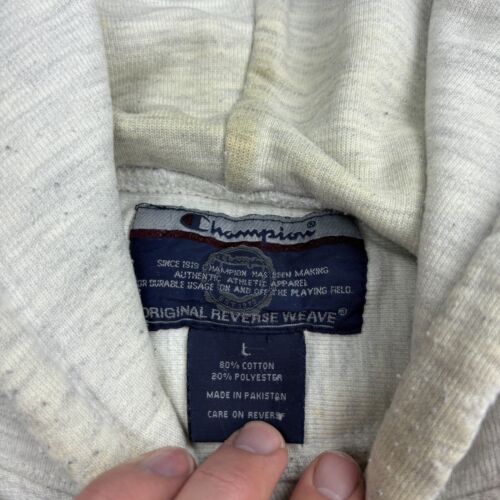 Champion®
SINCE 1919 CHAMPION HAS BEEN MAKING
AUTHENTIC ATHLETIC APPAREL
FOR DURABLE USAGE ON AND OFF THE PLAYING FIELD.
ORIGINAL REVERSE WEAVE®
L
80% COTTON
20% POLYESTER
MADE IN PAKISTAN
CARE ON REVERSE